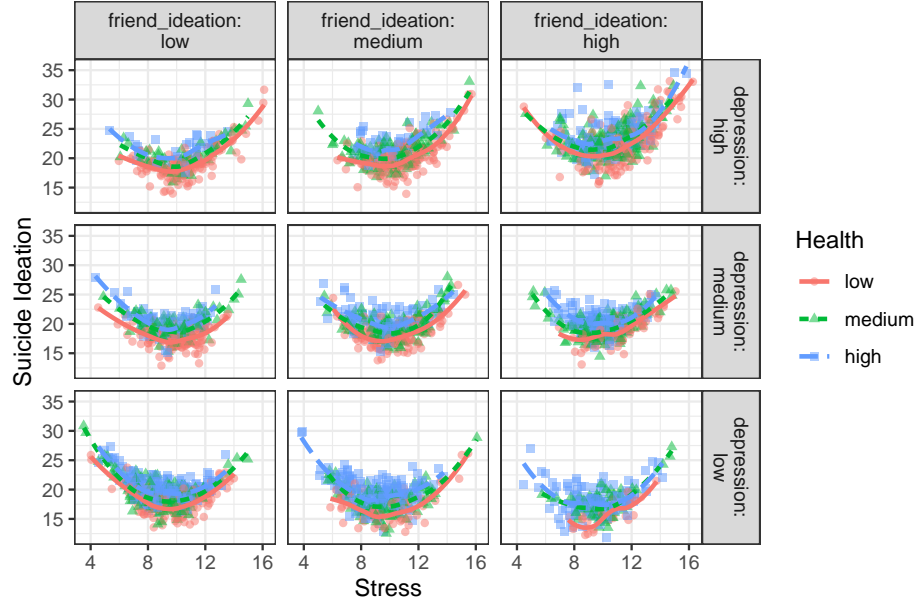 friend_ideation:
low
friend_ideation:
medium
friend_ideation:
high
35
30
25
20
15
depression:
high
35
30
25
20
15
depression:
medium
35
30
25
20
15
depression:
low
4
8
12
16
4
8
12
16
4
8
12
16
Stress
Suicide Ideation
Health
low
medium
high